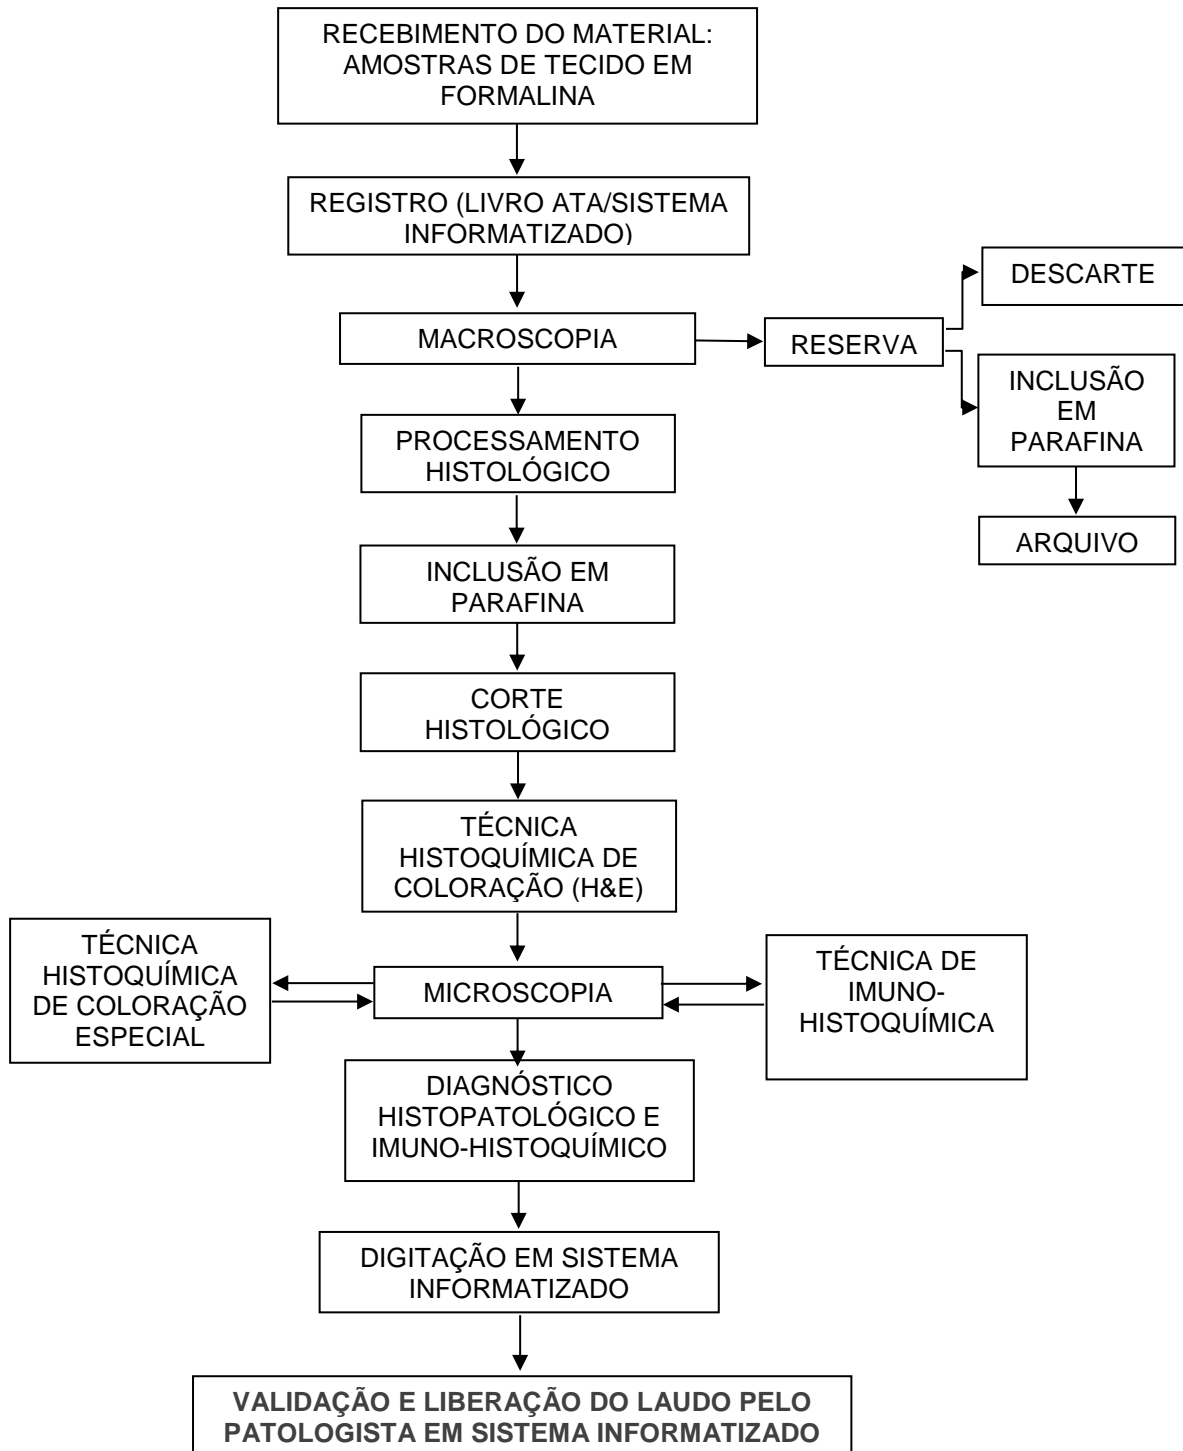 RECEBIMENTO DO MATERIAL:
AMOSTRAS DE TECIDO EM
FORMALINA
REGISTRO (LIVRO ATA/SISTEMA
INFORMATIZADO)
MACROSCOPIA
RESERVA
DESCARTE
INCLUSÃO
EM
PARAFINA
ARQUIVO
PROCESSAMENTO
HISTOLÓGICO
INCLUSÃO EM
PARAFINA
CORTE
HISTOLÓGICO
TÉCNICA
HISTOQUÍMICA DE
COLORAÇÃO (H&E)
TÉCNICA
HISTOQUÍMICA
DE COLORAÇÃO
ESPECIAL
MICROSCOPIA
TÉCNICA DE
IMUNO-
HISTOQUÍMICA
DIAGNÓSTICO
HISTOPATOLÓGICO E
IMUNO-HISTOQUÍMICO
DIGITAÇÃO EM SISTEMA
INFORMATIZADO
VALIDAÇÃO E LIBERAÇÃO DO LAUDO PELO
PATOLOGISTA EM SISTEMA INFORMATIZADO